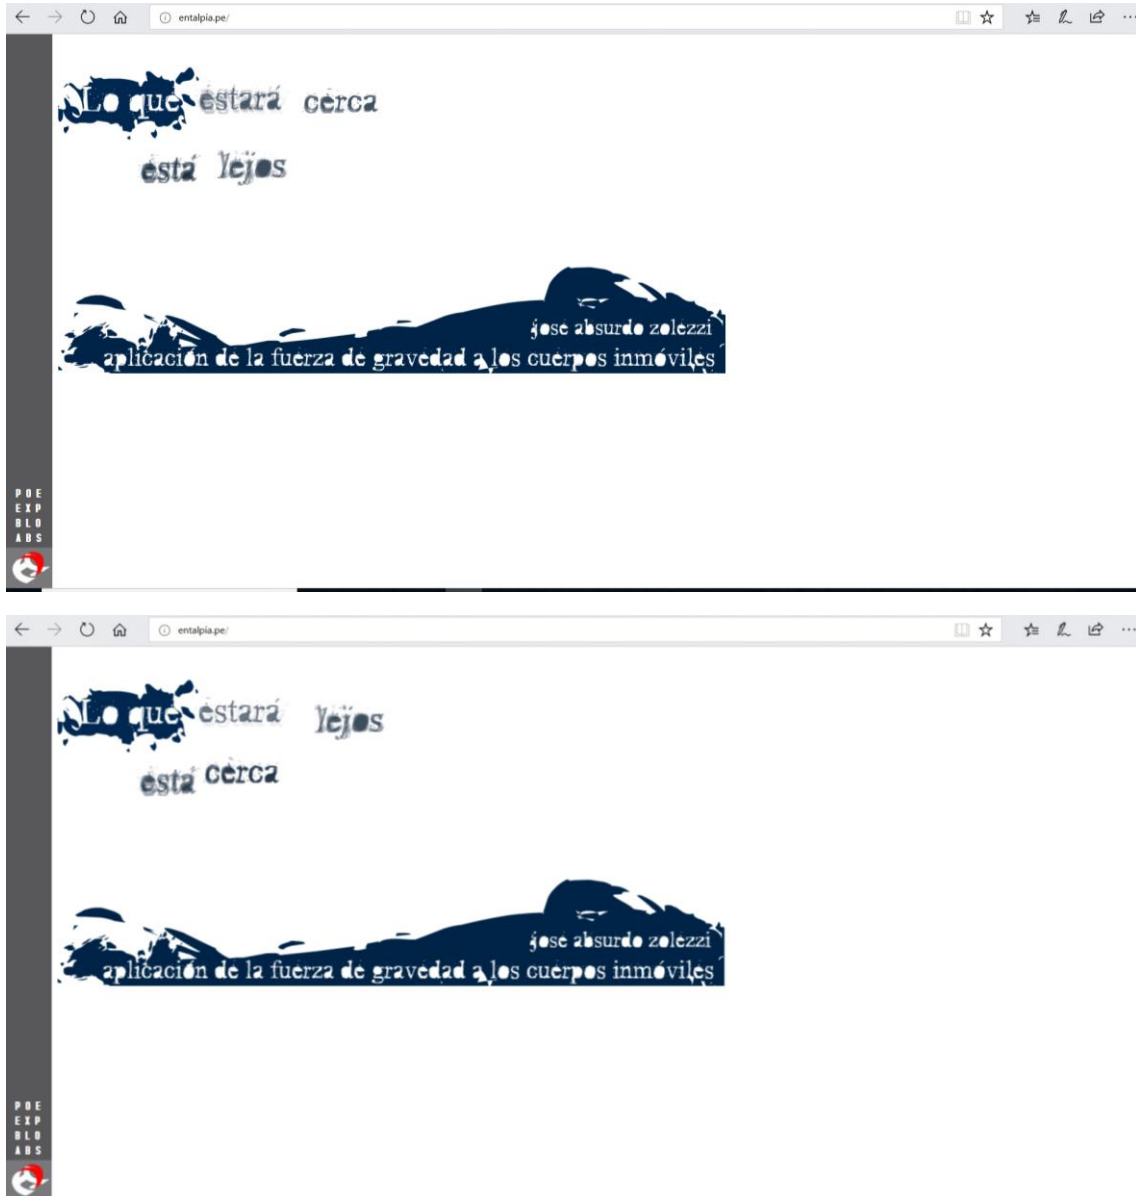 entalpia.pe/
Lo que estará cerca
está lejos
josé absurdo zolezzi
aplicación de la fuerza de gravedad a los cuerpos inmóviles
POE
EXP
BLO
ABS
entalpia.pe/
Lo que estará lejos
está cerca
josé absurdo zolezzi
aplicación de la fuerza de gravedad a los cuerpos inmóviles
POE
EXP
BLO
ABS